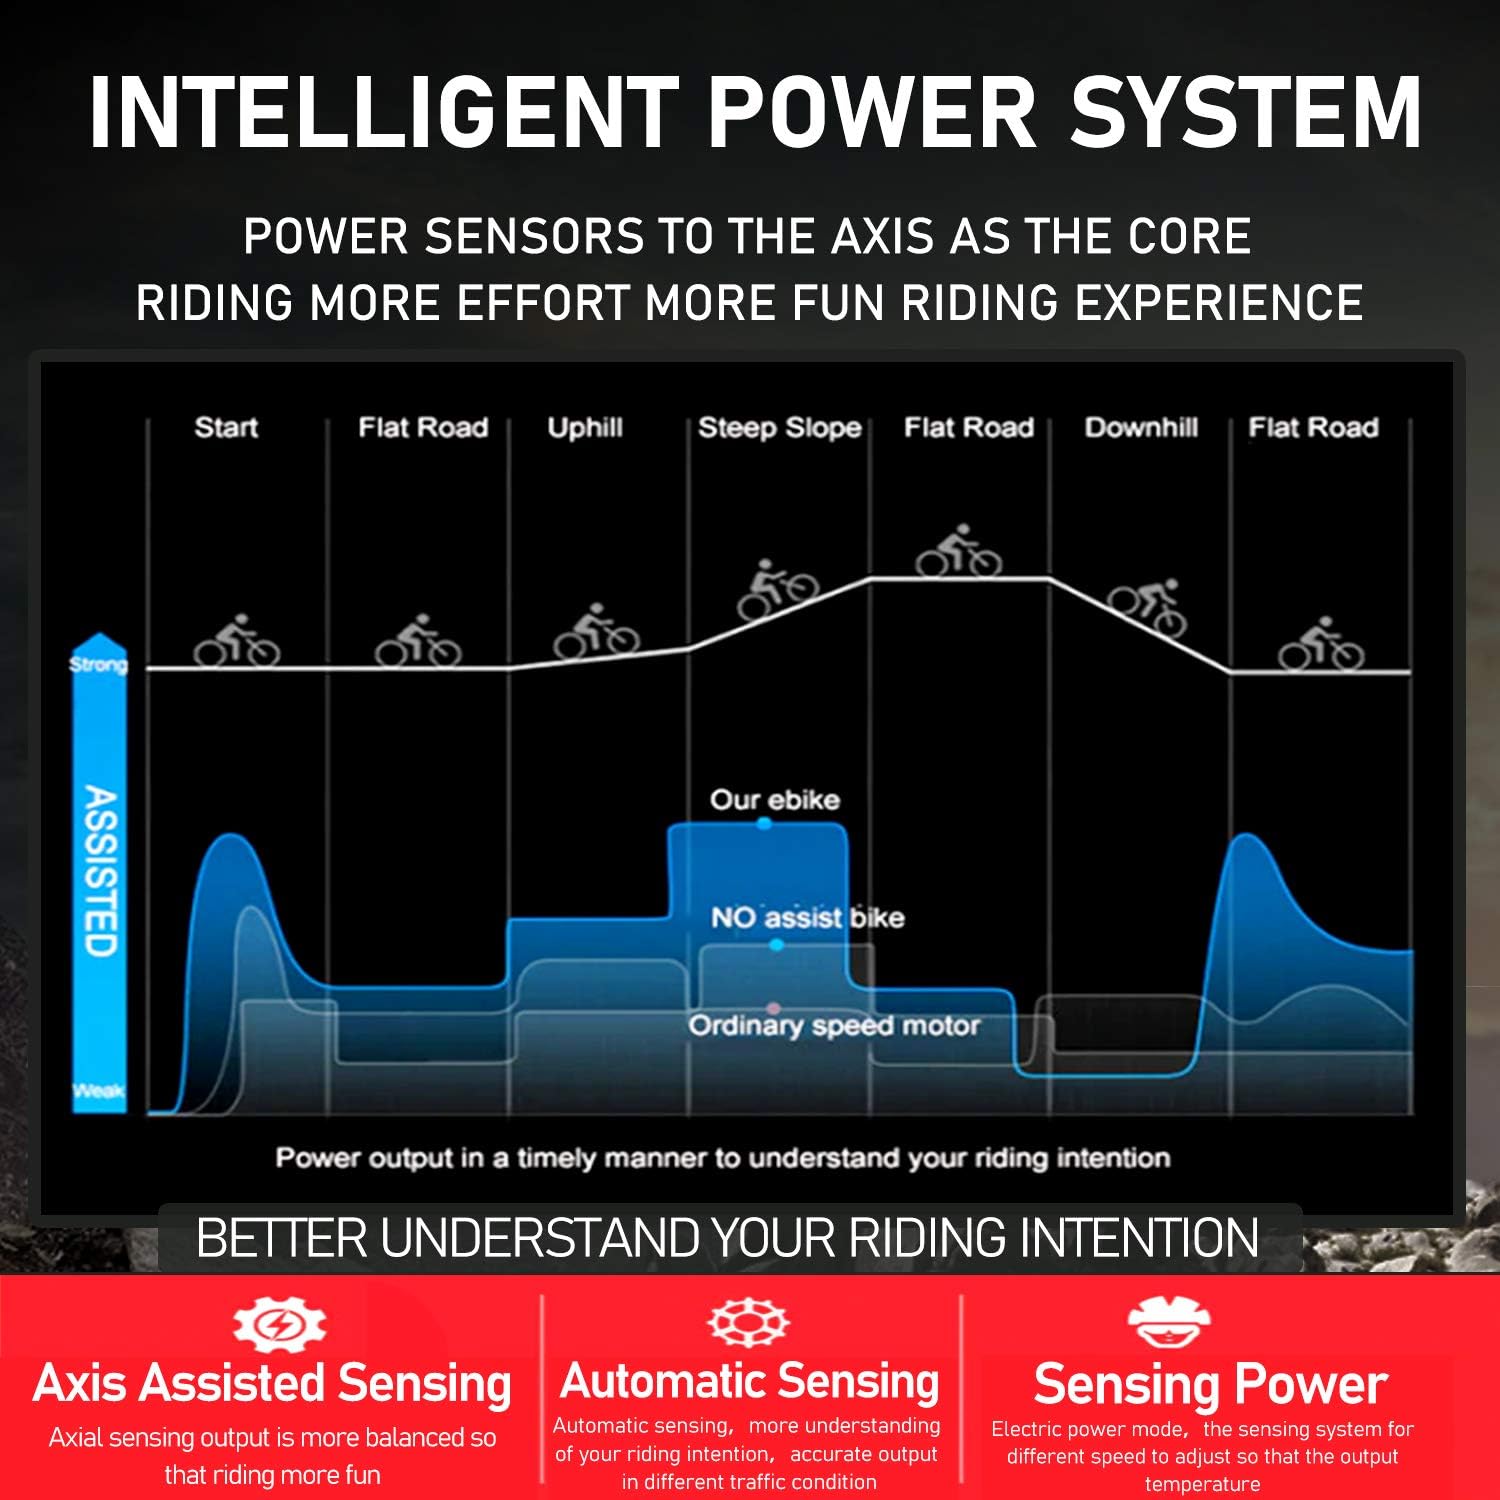 INTELLIGENT POWER SYSTEM
POWER SENSORS TO THE AXIS AS THE CORE
RIDING MORE EFFORT MORE FUN RIDING EXPERIENCE
Start
Flat Road
Uphill
Steep Slope
Flat Road
Downhill
Flat Road
Strong
ASSISTED
Weak
Our ebike
NO assist bike
Ordinary speed motor
Power output in a timely manner to understand your riding intention
BETTER UNDERSTAND YOUR RIDING INTENTION
Axis Assisted Sensing
Axial sensing output is more balanced so
that riding more fun
Automatic Sensing
Automatic sensing, more understanding
of your riding intention, accurate output
in different traffic condition
Sensing Power
Electric power mode, the sensing system for
different speed to adjust so that the output
temperature